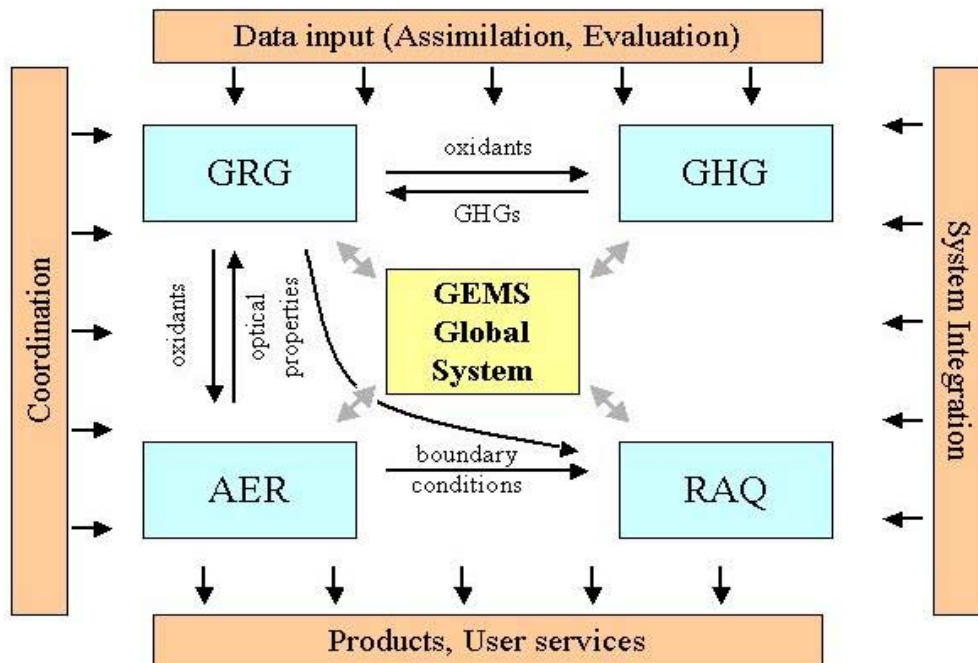 Data input (Assimilation, Evaluation)
Coordination
System Integration
GRG
oxidants
GHGs
GHG
oxidants
optical
properties
GEMS
Global
System
AER
boundary
conditions
RAQ
Products, User services